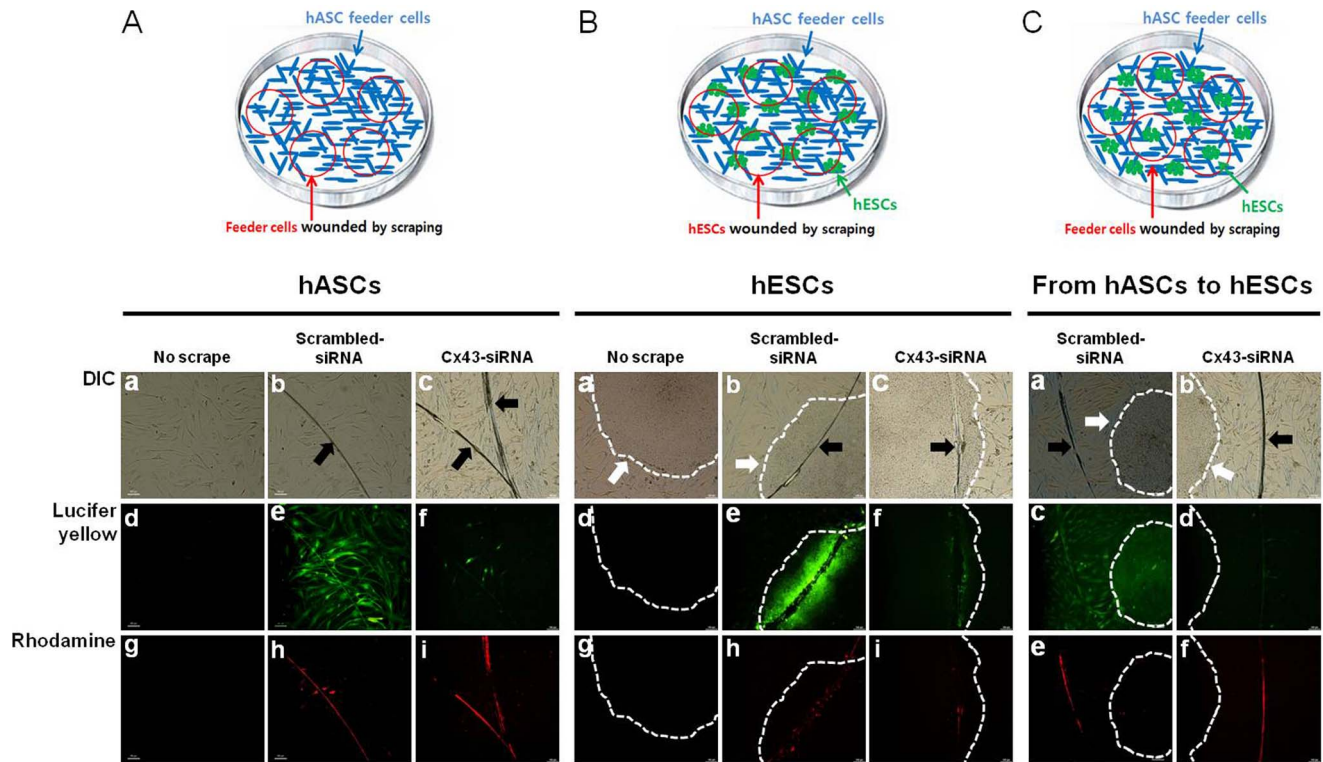 A
hASC feeder cells
Feeder cells wounded by scraping
B
hASC feeder cells
hESCs
hESCs wounded by scraping
C
hASC feeder cells
hESCs
Feeder cells wounded by scraping
hASCs
hESCs
From hASCs to hESCs
No scrape
Scrambled-
siRNA
Cx43-siRNA
No scrape
Scrambled-
siRNA
Cx43-siRNA
Scrambled-
siRNA
Cx43-siRNA
DIC
a
b
c
a
b
C
a
b
Lucifer
yellow
d
e
f
d
e
f
c
d
Rhodamine
g
h
i
g
h
i
e
f